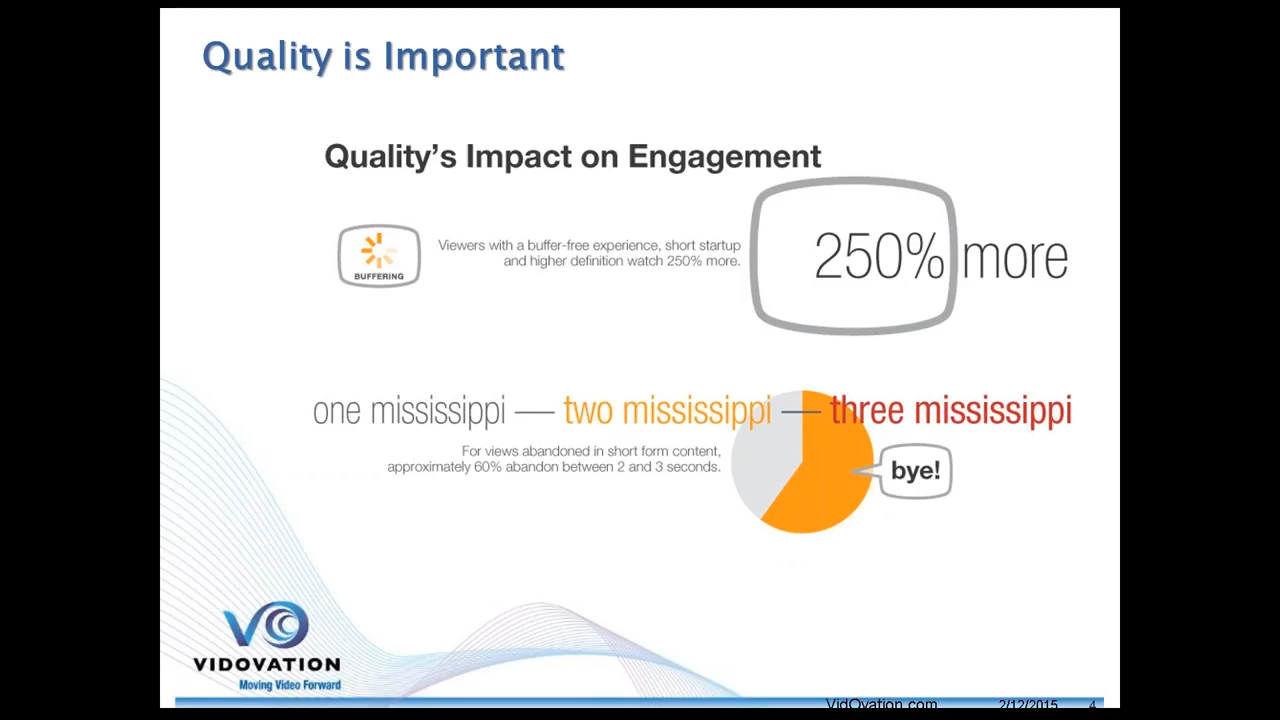 Quality is Important
Quality's Impact on Engagement
BUFFERING
Viewers with a buffer-free experience, short startup
and higher definition watch 250% more.
250% more
one mississippi — two mississippi — three mississippi
For views abandoned in short form content,
approximately 60% abandon between 2 and 3 seconds.
bye!
VIDOVATION
Moving Video Forward
VidOvation.com 2/12/2015 4